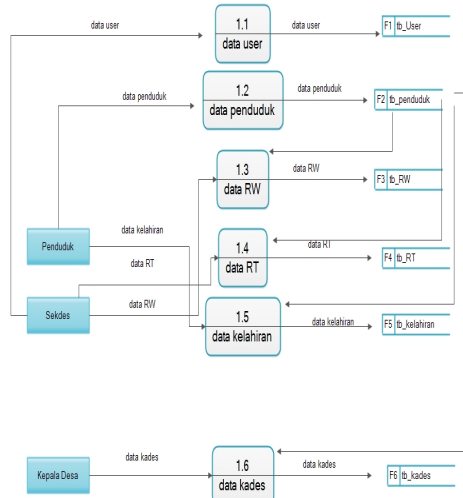 data user
1.1
data user
data user
F1 tb_User
data penduduk
1.2
data penduduk
data penduduk
F2 tb_penduduk
1.3
data RW
data RW
F3 tb_RW
Penduduk
data kelahiran
data RT
1.4
data RT
data RT
F4 tb_RT
Sekdes
data RW
1.5
data kelahiran
data kelahiran
F5 tb_kelahiran
Kepala Desa
data kades
1.6
data kades
data kades
F6 tb_kades